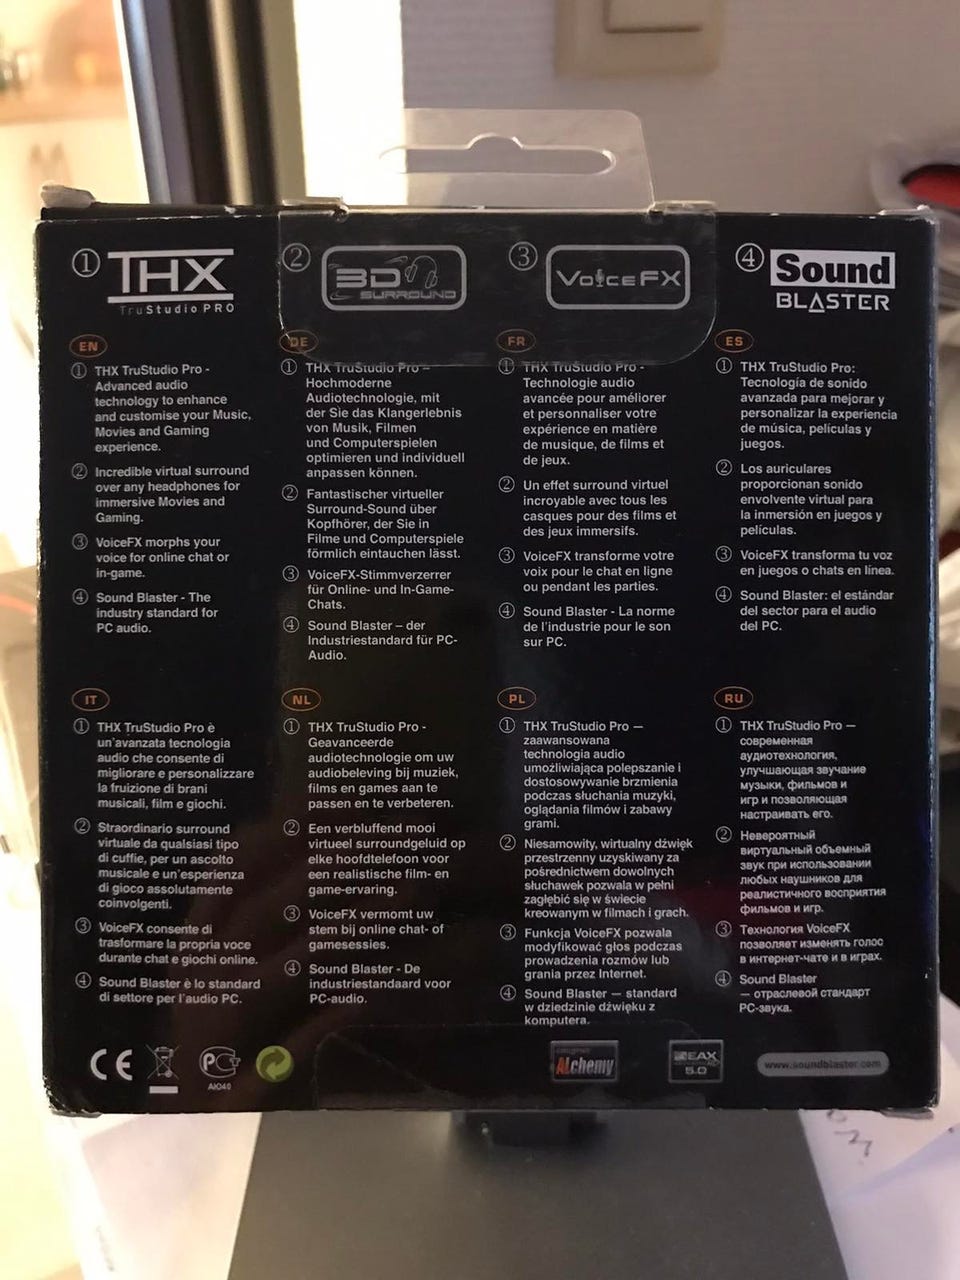 ① THX
TruStudio PRO
② 3D
SURROUND
③ VoiceFX
④ Sound
BLASTER
EN
① THX TruStudio Pro -
Advanced audio
technology to enhance
and customise your Music,
Movies and Gaming
experience.
② Incredible virtual surround
over any headphones for
immersive Movies and
Gaming.
③ VoiceFX morphs your
voice for online chat or
in-game.
④ Sound Blaster - The
industry standard for
PC audio.
DE
① THX TruStudio Pro –
Hochmoderne
Audiotechnologie, mit
der Sie das Klangerlebnis
von Musik, Filmen
und Computerspielen
optimieren und individuell
anpassen können.
② Fantastischer virtueller
Surround-Sound über
Kopfhörer, der Sie in
Filme und Computerspiele
förmlich eintauchen lässt.
③ VoiceFX-Stimmverzerrer
für Online- und In-Game-
Chats.
④ Sound Blaster – der
Industriestandard für PC-
Audio.
FR
① THX TruStudio Pro -
Technologie audio
avancée pour améliorer
et personnaliser votre
expérience en matière
de musique, de films et
de jeux.
② Un effet surround virtuel
incroyable avec tous les
casques pour des films et
des jeux immersifs.
③ VoiceFX transforme votre
voix pour le chat en ligne
ou pendant les parties.
④ Sound Blaster - La norme
de l'industrie pour le son
sur PC.
ES
① THX TruStudio Pro:
Tecnología de sonido
avanzada para mejorar y
personalizar la experiencia
de música, películas y
juegos.
② Los auriculares
proporcionan sonido
envolvente virtual para
la inmersión en juegos y
películas.
③ VoiceFX transforma tu voz
en juegos o chats en línea.
④ Sound Blaster: el estándar
del sector para el audio
del PC.
IT
① THX TruStudio Pro è
un'avanzata tecnologia
audio che consente di
migliorare e personalizzare
la fruizione di brani
musicali, film e giochi.
② Straordinario surround
virtuale da qualsiasi tipo
di cuffie, per un ascolto
musicale e un'esperienza
di gioco assolutamente
coinvolgenti.
③ VoiceFX consente di
trasformare la propria voce
durante chat e giochi online.
④ Sound Blaster è lo standard
di settore per l'audio PC.
NL
① THX TruStudio Pro -
Geavanceerde
audiotechnologie om uw
audiobeleving bij muziek,
films en games aan te
passen en te verbeteren.
② Een verbluffend mooi
virtueel surroundgeluid op
elke hoofdtelefoon voor
een realistische film- en
game-ervaring.
③ VoiceFX vermomt uw
stem bij online chat- of
gamesessies.
④ Sound Blaster - De
industriestandaard voor
PC-audio.
PL
① THX TruStudio Pro —
zaawansowana
technologia audio
umożliwiająca polepszanie i
dostosowywanie brzmienia
podczas słuchania muzyki,
oglądania filmów i zabawy
grami.
② Niesamowity, wirtualny dźwięk
przestrzenny uzyskiwany za
pośrednictwem dowolnych
słuchawek pozwala w pełni
zagłębić się w świecie
kreowanym w filmach i grach.
③ Funkcja VoiceFX pozwala
modyfikować głos podczas
prowadzenia rozmów lub
grania przez Internet.
④ Sound Blaster — standard
w dziedzinie dźwięku z
komputera.
RU
① THX TruStudio Pro —
современная
аудиотехнология,
улучшающая звучание
музыки, фильмов и
игр и позволяющая
настраивать его.
② Невероятный
виртуальный объемный
звук при использовании
любых наушников для
реалистичного восприятия
фильмов и игр.
③ Технология VoiceFX
позволяет изменять голос
в интернет-чате и в играх.
④ Sound Blaster
— отраслевой стандарт
PC-звука.
CE
AIO40
ALchemy
EAX
5.0
www.soundblaster.com